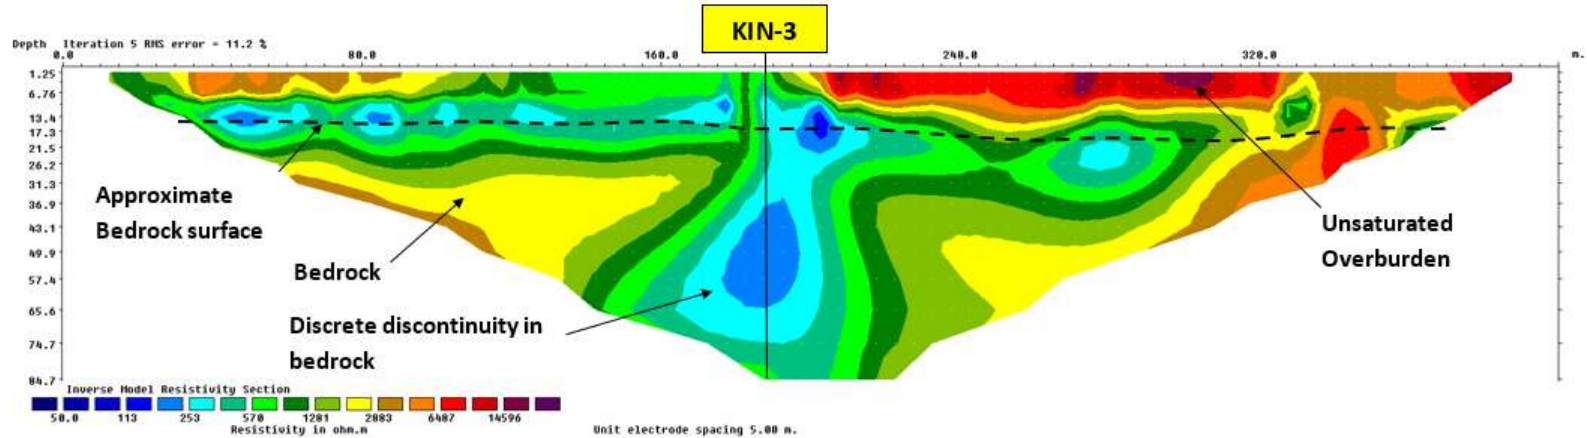 KIN-3
Depth Iteration 5 RMS error = 11.2 %
0.0 80.0 160.0 240.0 320.0 m.
1.25
6.76
13.4
17.3
21.5
26.2
31.3
36.9
43.1
49.9
57.4
65.6
74.7
84.7
Approximate
Bedrock surface
Bedrock
Discrete discontinuity in
bedrock
Unsaturated
Overburden
Inverse Model Resistivity Section
50.0 113 253 570 1281 2883 6487 14596
Resistivity in ohm.m
Unit electrode spacing 5.00 m.